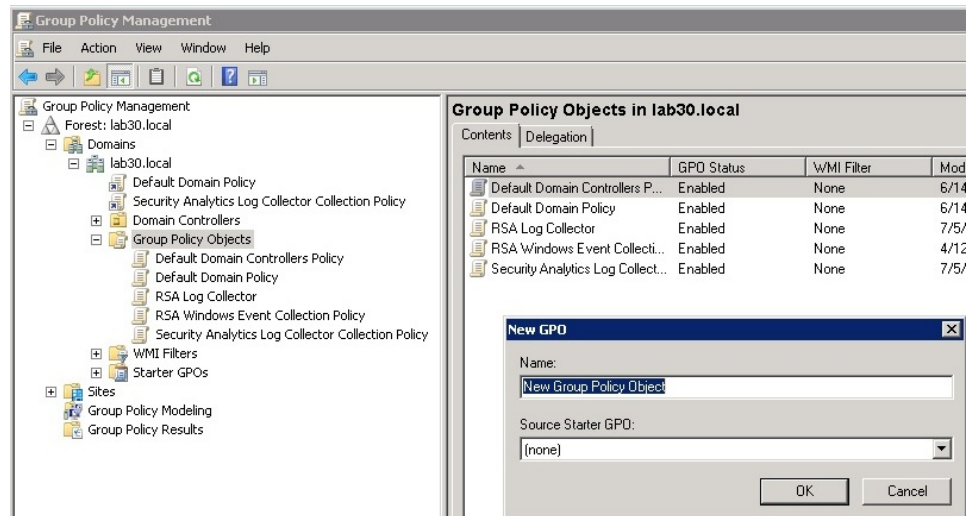 Group Policy Management
File Action View Window Help
Group Policy Management
Forest: lab30.local
Domains
lab30.local
Default Domain Policy
Security Analytics Log Collector Collection Policy
Domain Controllers
Group Policy Objects
Default Domain Controllers Policy
Default Domain Policy
RSA Log Collector
RSA Windows Event Collection Policy
Security Analytics Log Collector Collection Policy
WMI Filters
Starter GPOs
Sites
Group Policy Modeling
Group Policy Results
Group Policy Objects in lab30.local
Contents Delegation
Name GPO Status WMI Filter Mod
Default Domain Controllers P... Enabled None 6/14
Default Domain Policy Enabled None 6/14
RSA Log Collector Enabled None 7/5/
RSA Windows Event Collecti... Enabled None 4/12
Security Analytics Log Collect... Enabled None 7/5/
New GPO
Name:
New Group Policy Object
Source Starter GPO:
(none)
OK Cancel